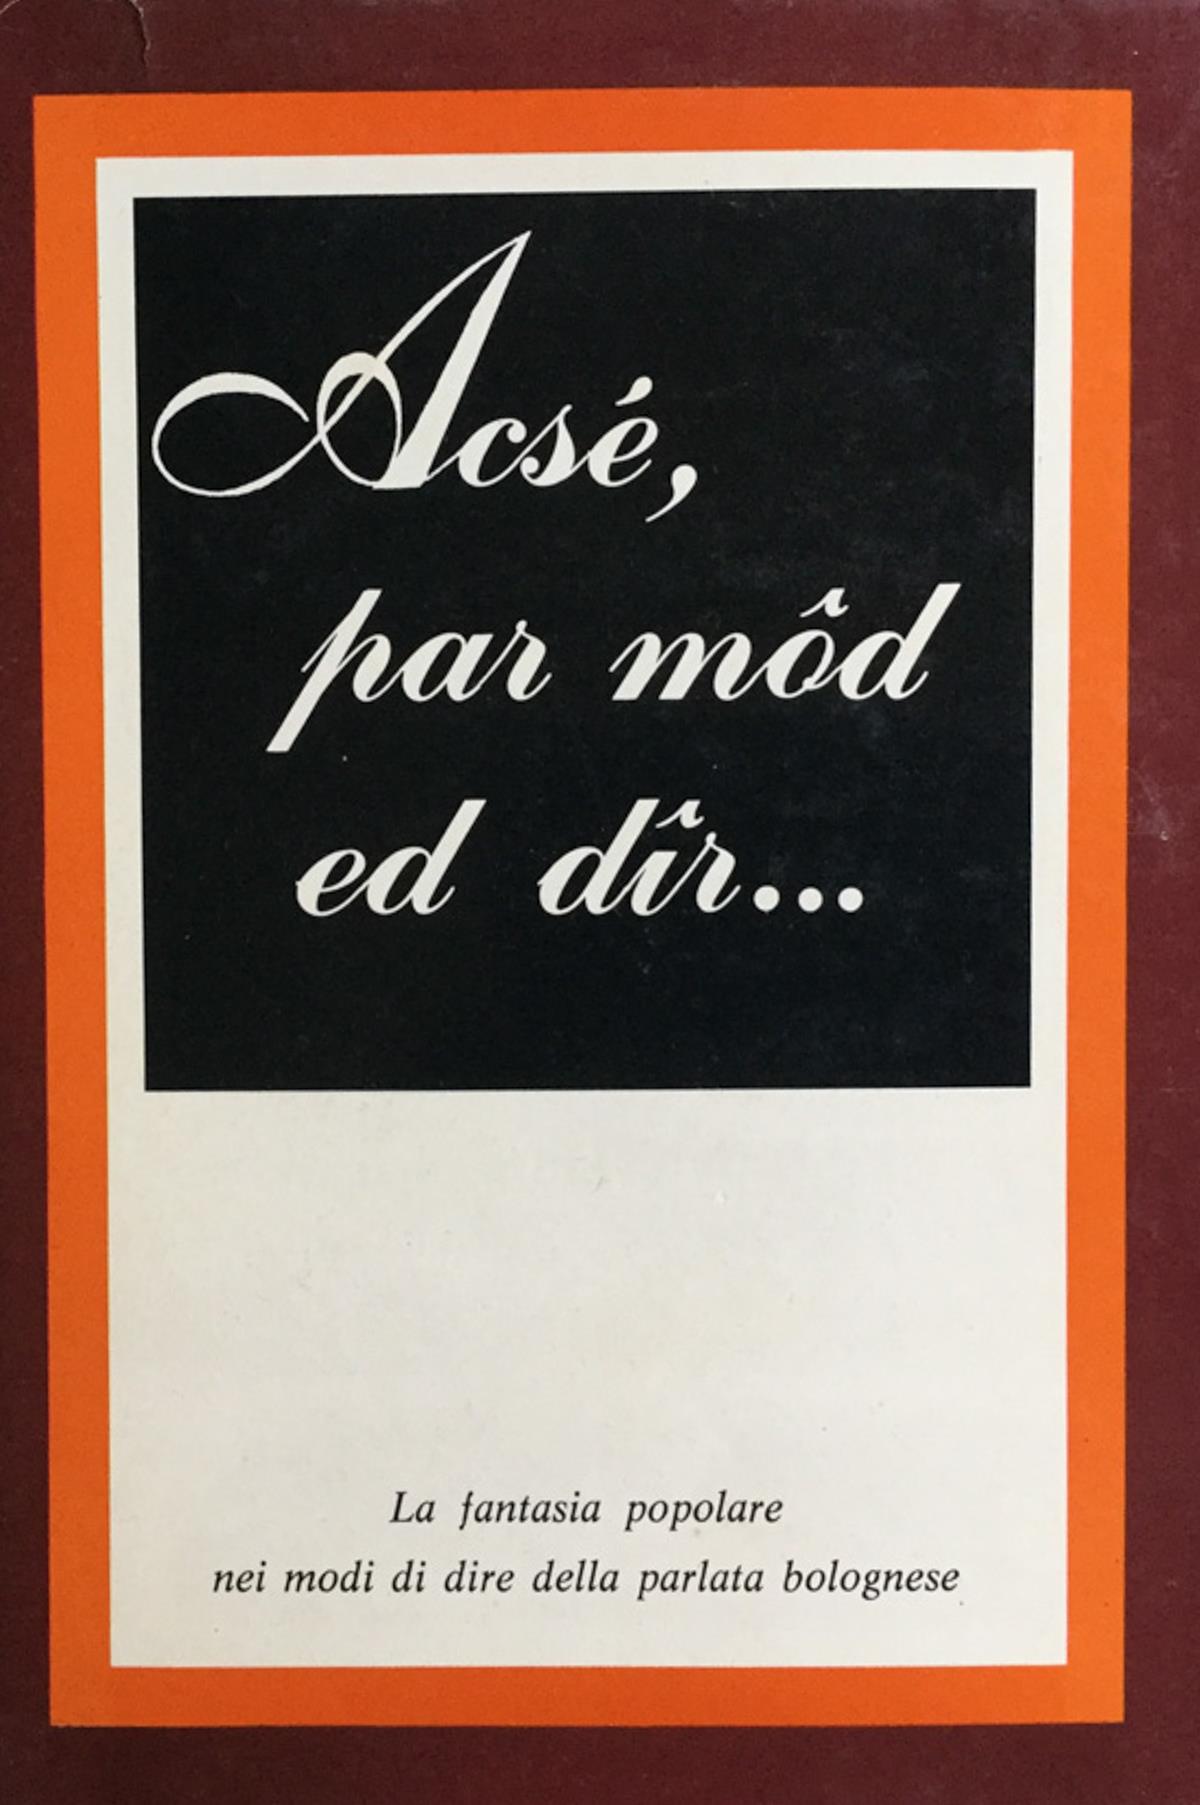 Acsé,
par môd
ed dîr...
La fantasia popolare
nei modi di dire della parlata bolognese